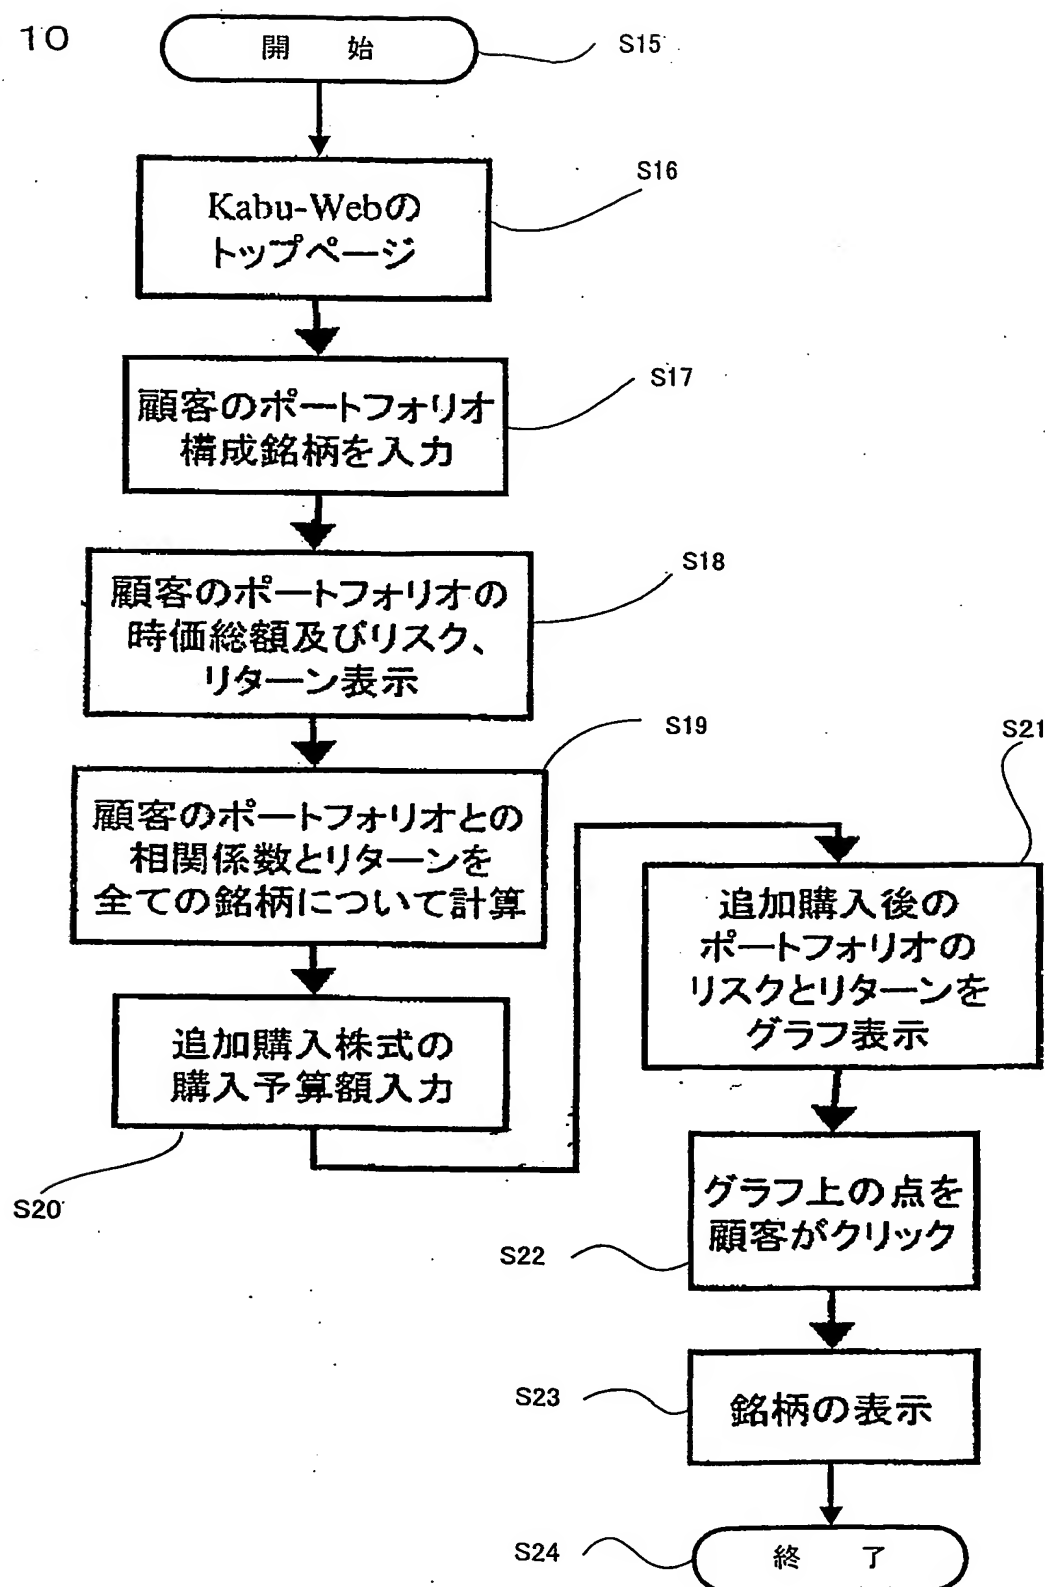 10
開 始
S15
Kabu-Webの
トップページ
S16
顧客のポートフォリオ
構成銘柄を入力
S17
顧客のポートフォリオの
時価総額及びリスク、
リターン表示
S18
顧客のポートフォリオとの
相関係数とリターンを
全ての銘柄について計算
S19
追加購入株式の
購入予算額入力
S20
追加購入後の
ポートフォリオの
リスクとリターンを
グラフ表示
S21
グラフ上の点を
顧客がクリック
S22
銘柄の表示
S23
終 了
S24